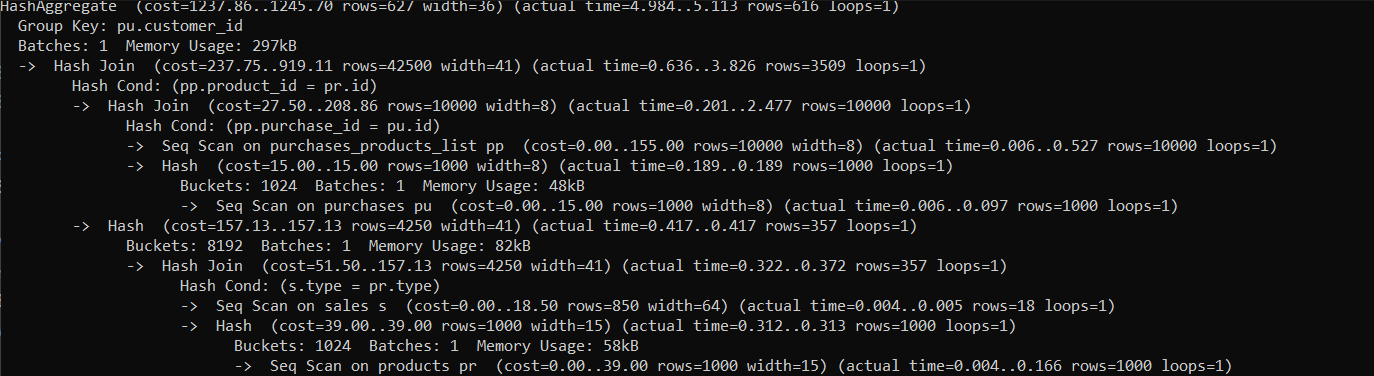 HashAggregate  (cost=1237.86..1245.70 rows=627 width=36) (actual time=4.984..5.113 rows=616 loops=1)
  Group Key: pu.customer_id
  Batches: 1  Memory Usage: 297kB
  ->  Hash Join  (cost=237.75..919.11 rows=42500 width=41) (actual time=0.636..3.826 rows=3509 loops=1)
        Hash Cond: (pp.product_id = pr.id)
        ->  Hash Join  (cost=27.50..208.86 rows=10000 width=8) (actual time=0.201..2.477 rows=10000 loops=1)
              Hash Cond: (pp.purchase_id = pu.id)
              ->  Seq Scan on purchases_products_list pp  (cost=0.00..155.00 rows=10000 width=8) (actual time=0.006..0.527 rows=10000 loops=1)
              ->  Hash  (cost=15.00..15.00 rows=1000 width=8) (actual time=0.189..0.189 rows=1000 loops=1)
                    Buckets: 1024  Batches: 1  Memory Usage: 48kB
                    ->  Seq Scan on purchases pu  (cost=0.00..15.00 rows=1000 width=8) (actual time=0.006..0.097 rows=1000 loops=1)
        ->  Hash  (cost=157.13..157.13 rows=4250 width=41) (actual time=0.417..0.417 rows=357 loops=1)
              Buckets: 8192  Batches: 1  Memory Usage: 82kB
              ->  Hash Join  (cost=51.50..157.13 rows=4250 width=41) (actual time=0.322..0.372 rows=357 loops=1)
                    Hash Cond: (s.type = pr.type)
                    ->  Seq Scan on sales s  (cost=0.00..18.50 rows=850 width=64) (actual time=0.004..0.005 rows=18 loops=1)
                    ->  Hash  (cost=39.00..39.00 rows=1000 width=15) (actual time=0.312..0.313 rows=1000 loops=1)
                          Buckets: 1024  Batches: 1  Memory Usage: 58kB
                          ->  Seq Scan on products pr  (cost=0.00..39.00 rows=1000 width=15) (actual time=0.004..0.166 rows=1000 loops=1)